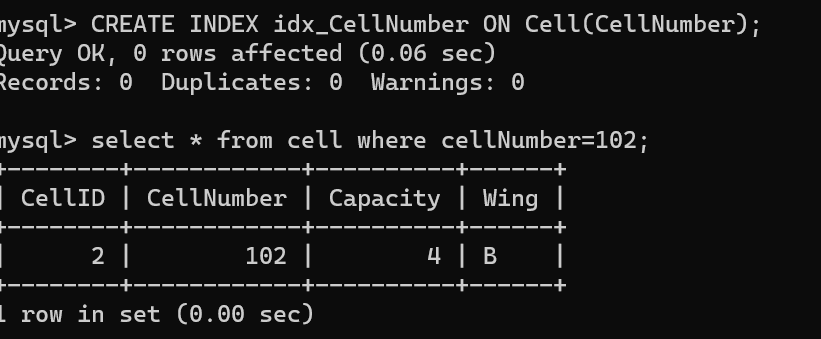 mysql> CREATE INDEX idx_CellNumber ON Cell(CellNumber);
Query OK, 0 rows affected (0.06 sec)
Records: 0  Duplicates: 0  Warnings: 0
mysql> select * from cell where cellNumber=102;
+--------+------------+----------+------+
| CellID | CellNumber | Capacity | Wing |
+--------+------------+----------+------+
|      2 |        102 |        4 | B    |
+--------+------------+----------+------+
1 row in set (0.00 sec)